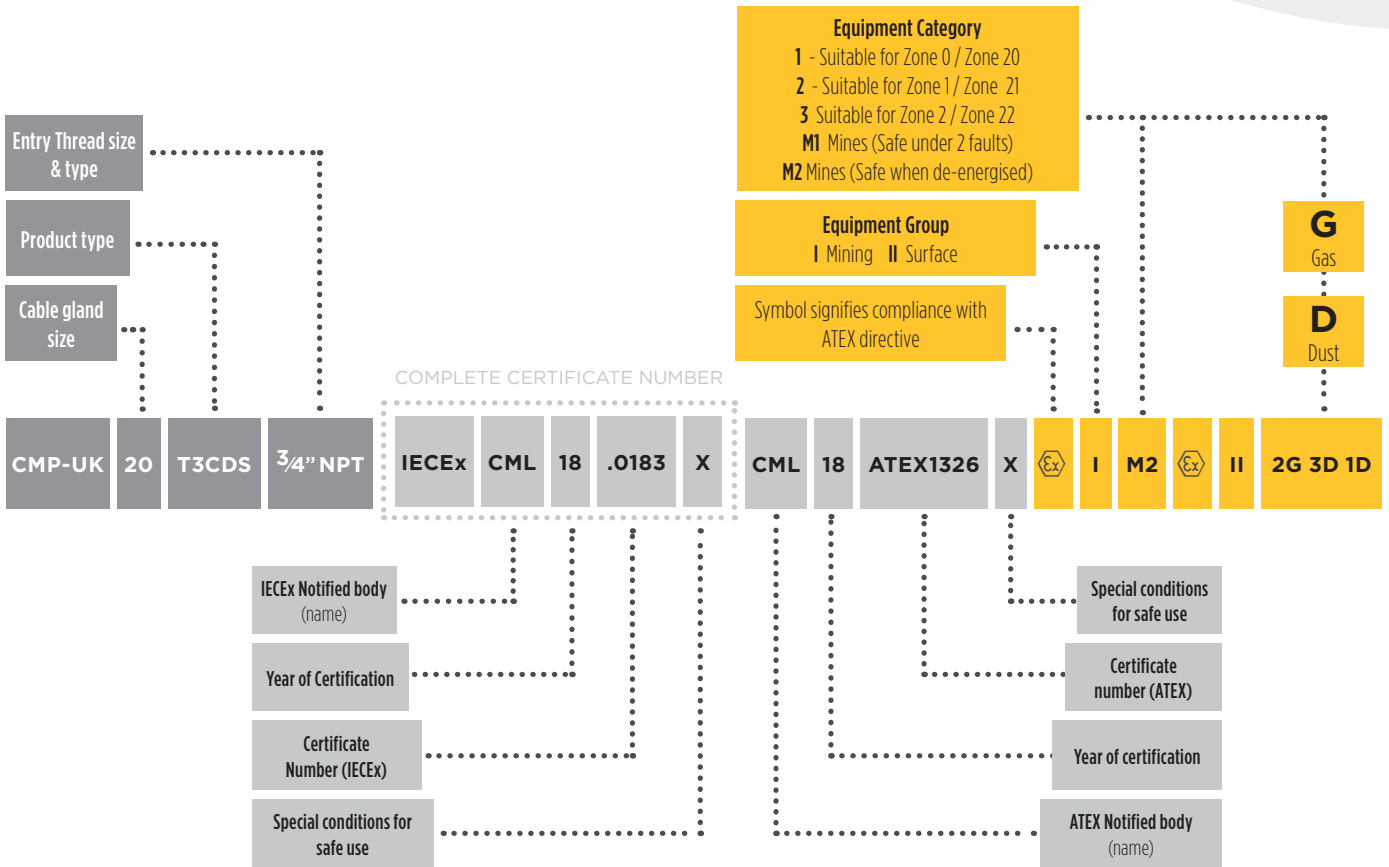 Equipment Category
1 - Suitable for Zone 0 / Zone 20
2 - Suitable for Zone 1 / Zone 21
3 Suitable for Zone 2 / Zone 22
M1 Mines (Safe under 2 faults)
M2 Mines (Safe when de-energised)
Entry Thread size
& type
Product type
Cable gland
size
Equipment Group
I Mining II Surface
Symbol signifies compliance with
ATEX directive
G
Gas
D
Dust
COMPLETE CERTIFICATE NUMBER
CMP-UK 20 T3CDS ¾” NPT IECEx CML 18 .0183 X CML 18 ATEX1326 X Ex I M2 Ex II 2G 3D 1D
IECEx Notified body
(name)
Year of Certification
Certificate
Number (IECEx)
Special conditions for
safe use
Special conditions
for safe use
Certificate
number (ATEX)
Year of certification
ATEX Notified body
(name)